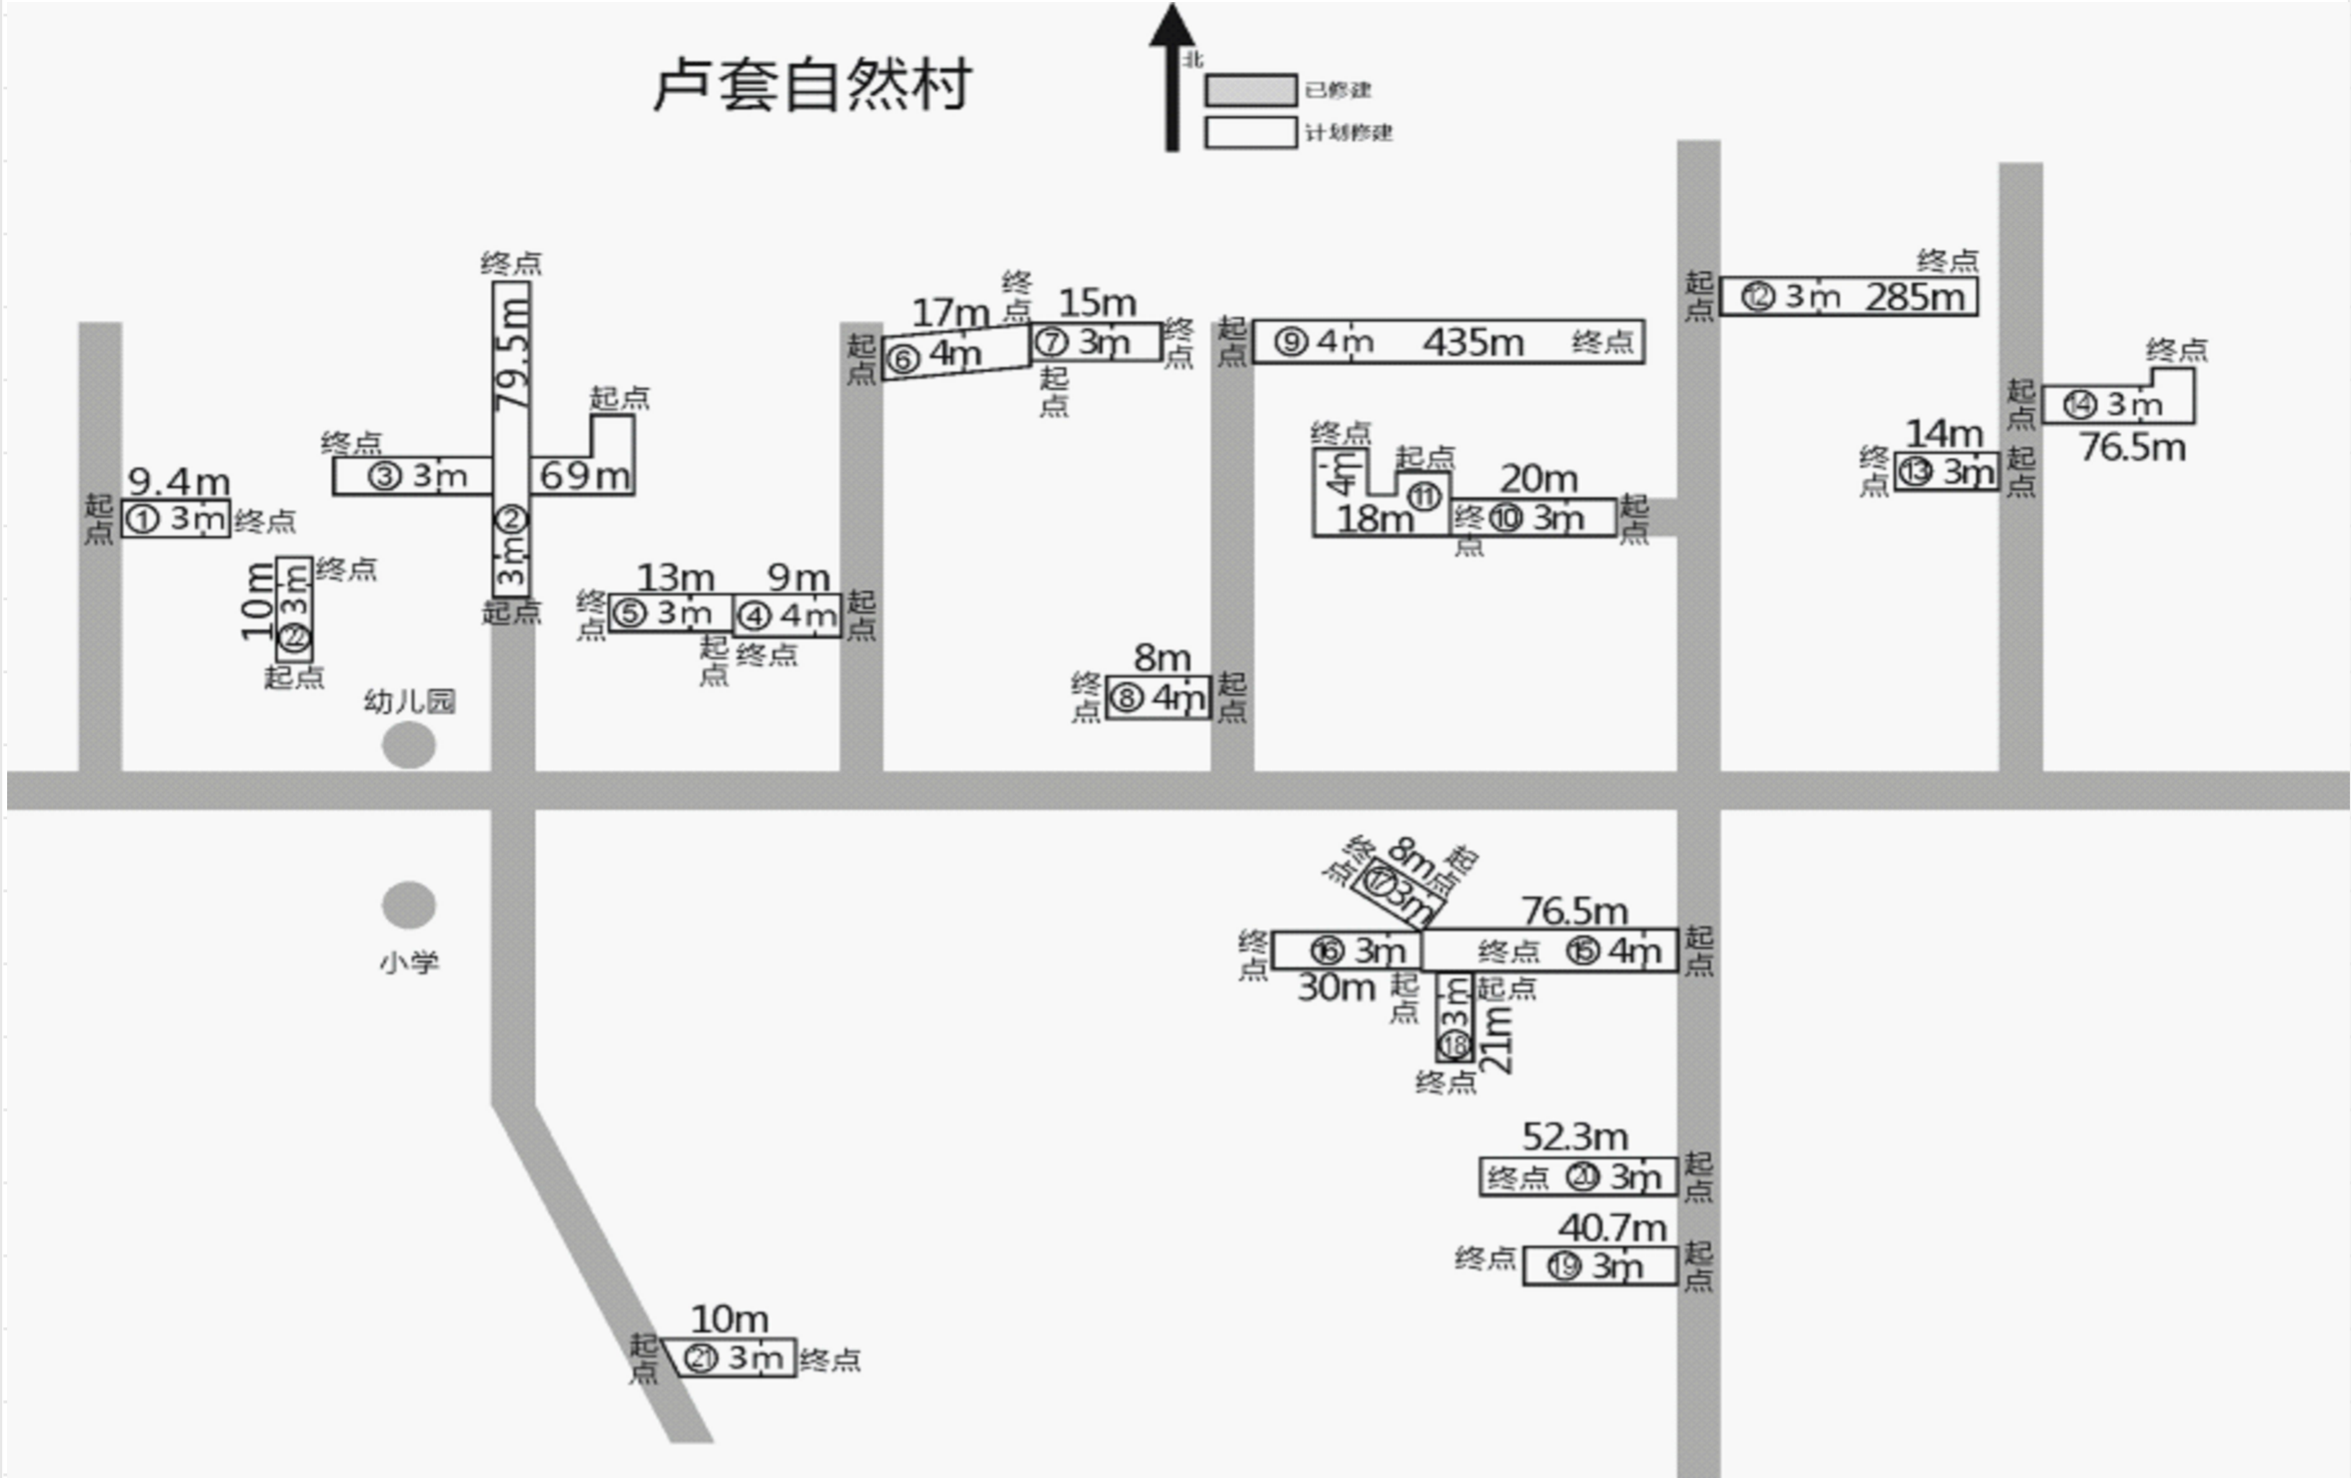 卢套自然村
北
已修建
计划修建
终点
79.5m
② 3m
起点
起点
终点
③ 3m
69m
9.4m
起点
① 3m
终点
10m
㉒ 3m
终点
起点
幼儿园
小学
13m
终点
⑤ 3m
起点
9m
④ 4m
终点
起点
17m
起点
⑥ 4m
终点
15m
⑦ 3m
起点
终点
8m
终点
⑧ 4m
起点
起点
⑨ 4m
435m
终点
终点
4m
起点
⑪
18m
20m
终点
⑩ 3m
起点
起点
⑫ 3m
285m
终点
14m
终点
⑬ 3m
起点
终点
起点
⑭ 3m
76.5m
终点
8m
起点
⑰ 3m
76.5m
终点
⑮ 4m
起点
终点
⑯ 3m
30m
起点
⑱ 3m
起点
21m
终点
52.3m
终点
⑳ 3m
起点
40.7m
终点
⑲ 3m
起点
10m
起点
㉑ 3m
终点